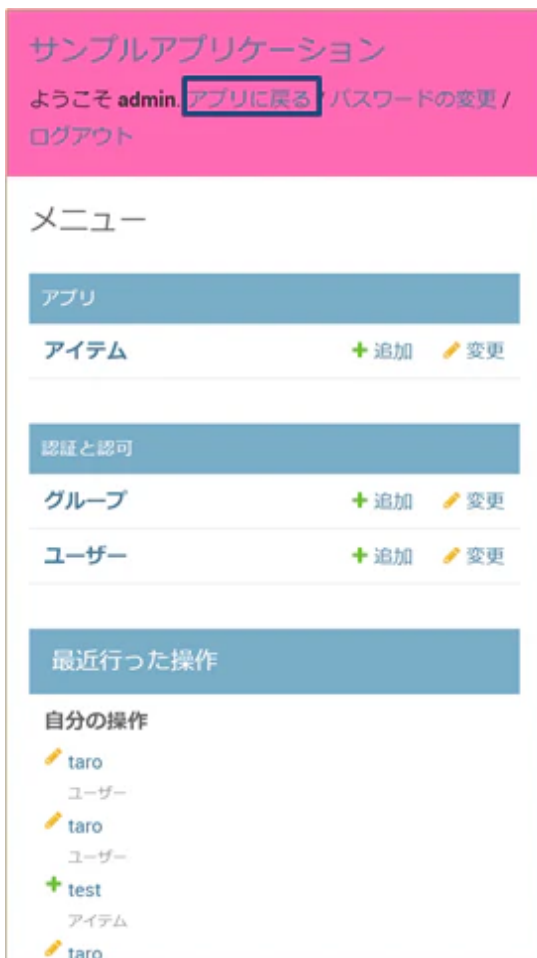 サンプルアプリケーション
ようこそ admin. アプリに戻る / パスワードの変更 /
ログアウト
メニュー
アプリ
アイテム 追加 変更
認証と認可
グループ 追加 変更
ユーザー 追加 変更
最近行った操作
自分の操作
taro
ユーザー
taro
ユーザー
test
アイテム
taro